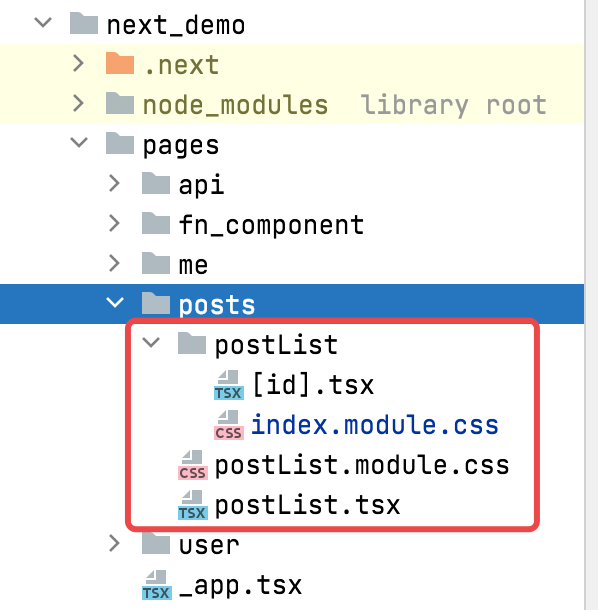 next_demo
.next
node_modules library root
pages
api
fn_component
me
posts
postList
TSX [id].tsx
CSS index.module.css
CSS postList.module.css
TSX postList.tsx
user
TSX _app.tsx